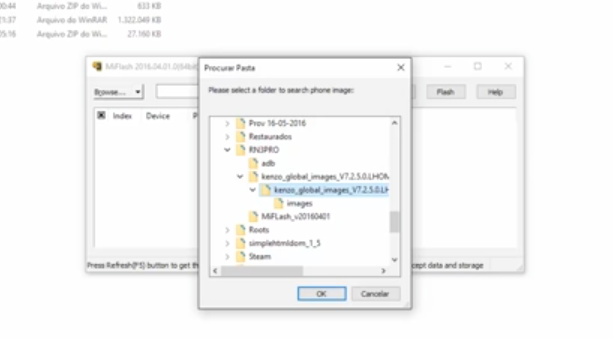 00:44 Arquivo ZIP do Wi... 633 KB
21:37 Arquivo do WinRAR 1.322.049 KB
05:16 Arquivo ZIP do Wi... 27.160 KB
MiFlash 2016.04.01.0(64bit
Browse...
Flash
Help
Index Device P
Press Refresh(F5) button to get th
cept data and storage
Procurar Pasta
Please select a folder to search phone image:
Prov 16-05-2016
Restaurados
RN3PRO
adb
kenzo_global_images_V7.2.5.0.LHOM
kenzo_global_images_V7.2.5.0.LH
images
MiFLash_v20160401
Roots
simplehtmldom_1_5
Steam
OK
Cancelar